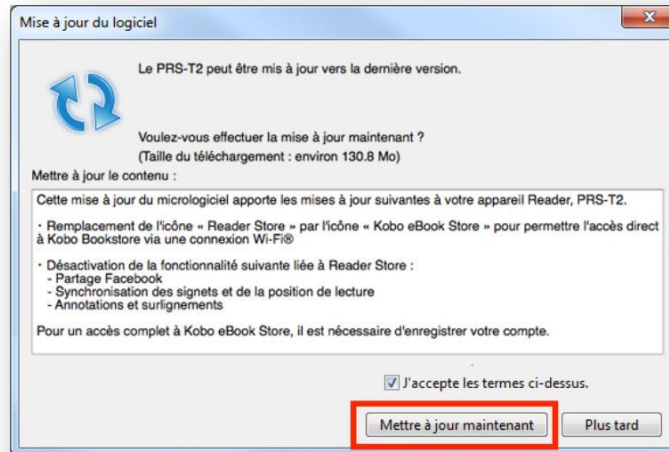 Mise à jour du logiciel
Le PRS-T2 peut être mis à jour vers la dernière version.
Voulez-vous effectuer la mise à jour maintenant ?
(Taille du téléchargement : environ 130.8 Mo)
Mettre à jour le contenu :
Cette mise à jour du micrologiciel apporte les mises à jour suivantes à votre appareil Reader, PRS-T2.
· Remplacement de l'icône « Reader Store » par l'icône « Kobo eBook Store » pour permettre l'accès direct
à Kobo Bookstore via une connexion Wi-Fi®
· Désactivation de la fonctionnalité suivante liée à Reader Store :
- Partage Facebook
- Synchronisation des signets et de la position de lecture
- Annotations et surlignements
Pour un accès complet à Kobo eBook Store, il est nécessaire d'enregistrer votre compte.
J'accepte les termes ci-dessus.
Mettre à jour maintenant
Plus tard